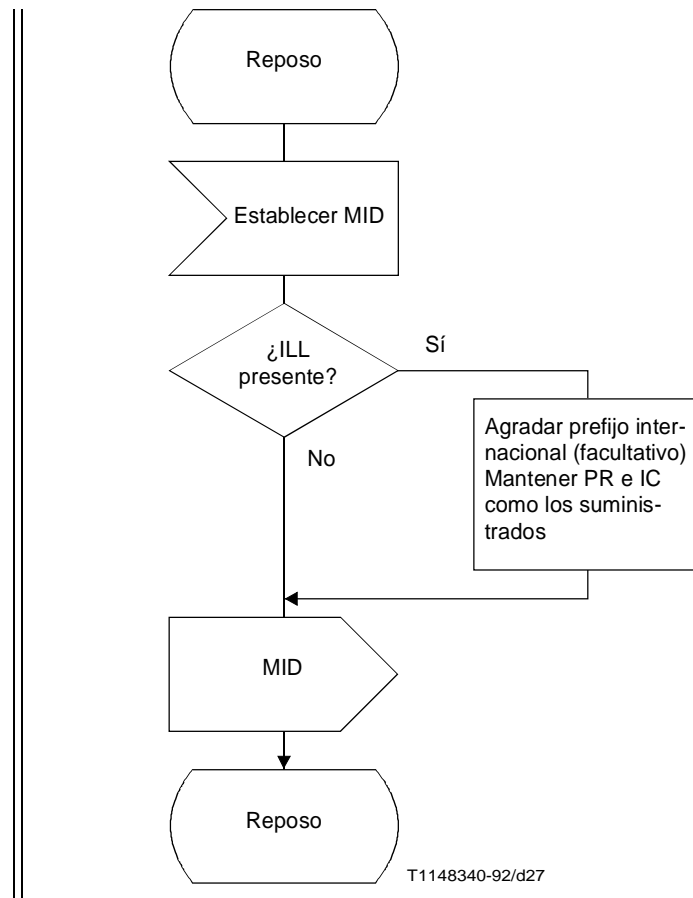 Reposo
Establecer MID
¿ILL
presente?
Sí
No
Agradar prefijo inter-
nacional (facultativo)
Mantener PR e IC
como los suminis-
trados
MID
Reposo
T1148340-92/d27